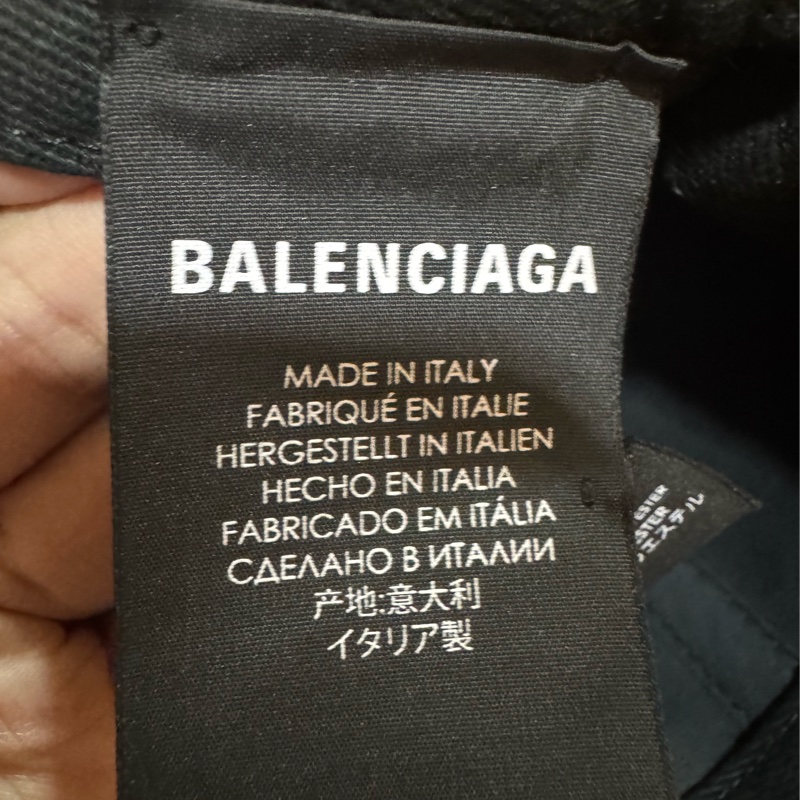 BALENCIAGA
MADE IN ITALY
FABRIQUÉ EN ITALIE
HERGESTELLT IN ITALIEN
HECHO EN ITALIA
FABRICADO EM ITÁLIA
СДЕЛАНО В ИТАЛИИ
产地:意大利
イタリア製